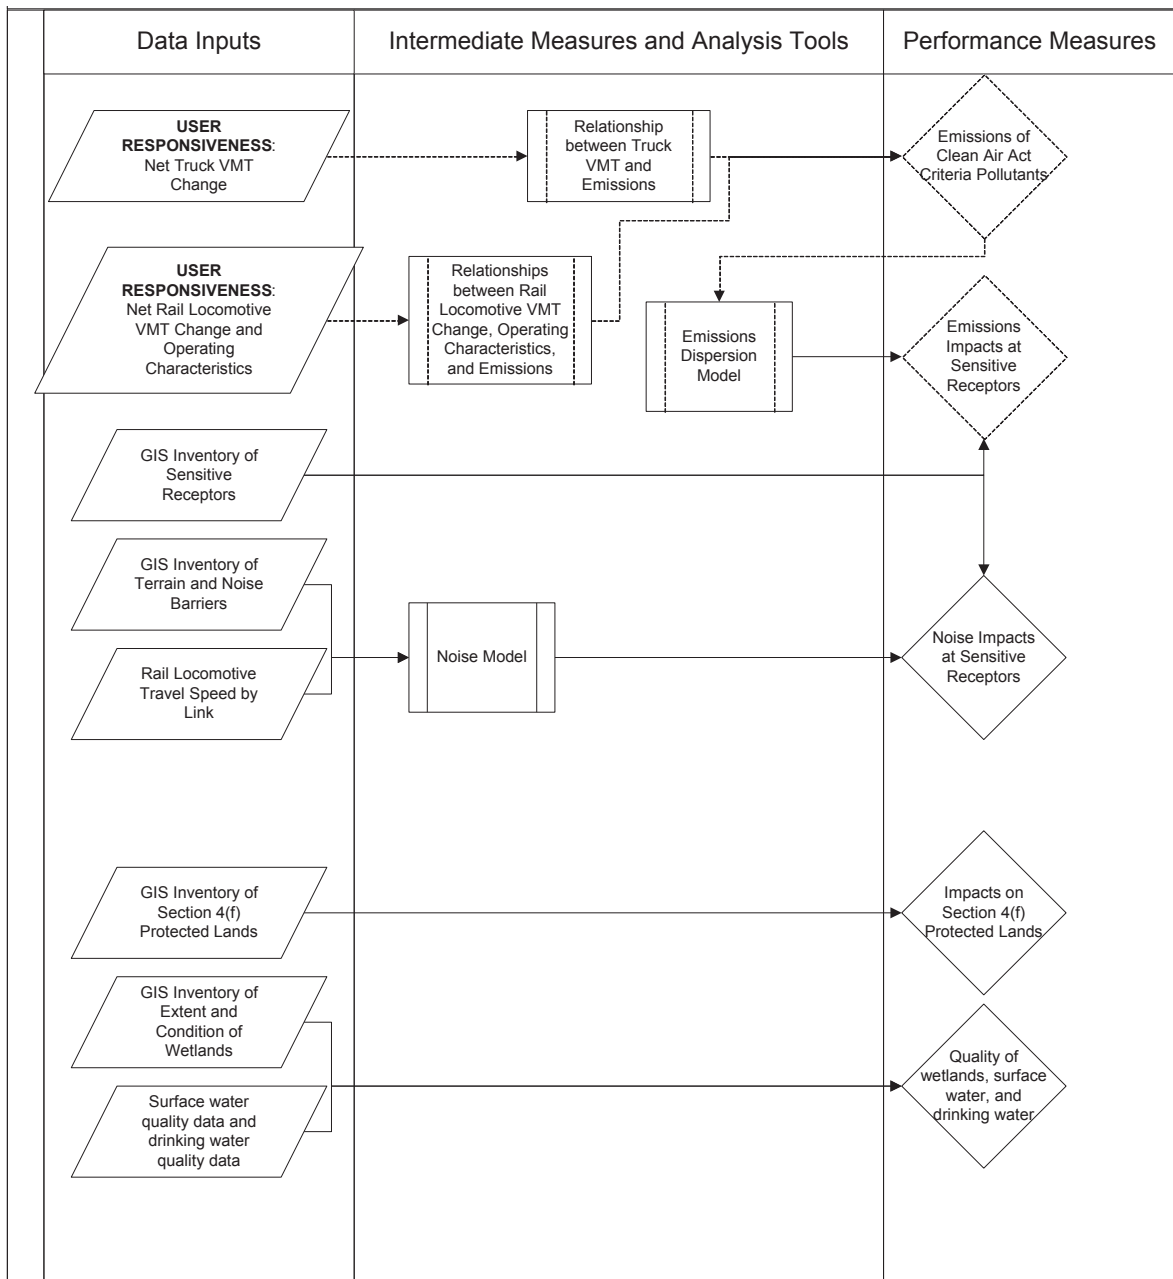 Data Inputs
Intermediate Measures and Analysis Tools
Performance Measures
USER
RESPONSIVENESS:
Net Truck VMT
Change
Relationship
between Truck
VMT and
Emissions
Emissions of
Clean Air Act
Criteria Pollutants
USER
RESPONSIVENESS:
Net Rail Locomotive
VMT Change and
Operating
Characteristics
Relationships
between Rail
Locomotive VMT
Change, Operating
Characteristics,
and Emissions
Emissions
Dispersion
Model
Emissions
Impacts at
Sensitive
Receptors
GIS Inventory of
Sensitive
Receptors
GIS Inventory of
Terrain and Noise
Barriers
Rail Locomotive
Travel Speed by
Link
Noise Model
Noise Impacts
at Sensitive
Receptors
GIS Inventory of
Section 4(f)
Protected Lands
Impacts on
Section 4(f)
Protected Lands
GIS Inventory of
Extent and
Condition of
Wetlands
Surface water
quality data and
drinking water
quality data
Quality of
wetlands, surface
water, and
drinking water